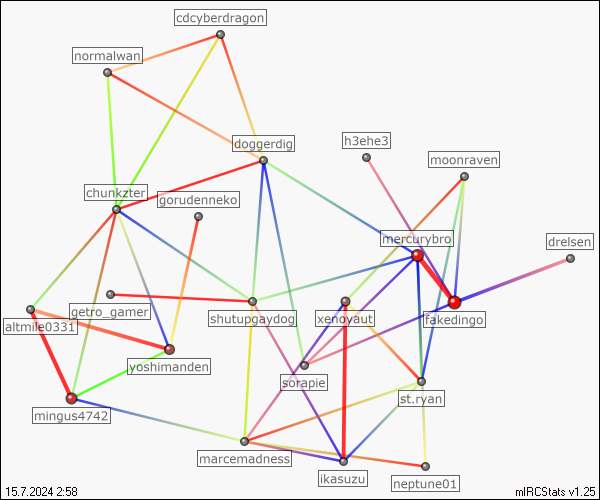 cdcyberdragon
normalwan
h3ehe3
doggerdig
moonraven
chunkzter
gorudenneko
mercurybro
drelsen
getro_gamer
shutupgaydog
xenoyaut
fakedingo
altmile0331
yoshimanden
sorapie
st.ryan
mingus4742
marcemadness
ikasuzu
neptune01
15.7.2024 2:58
mIRCStats v1.25